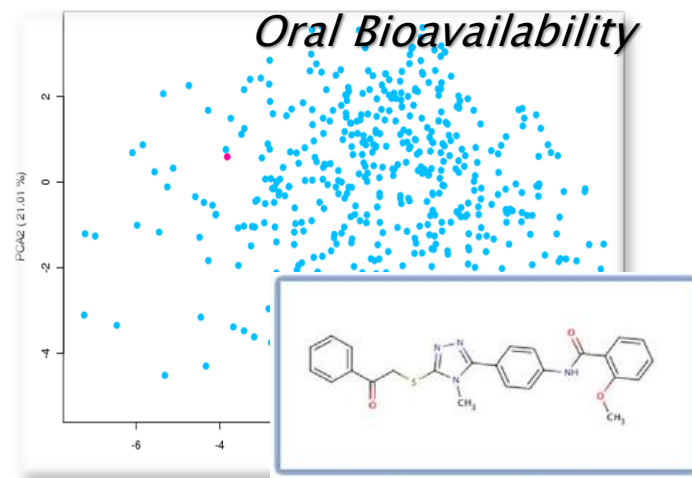 Oral Bioavailability
PCA2 ( 21.01 %)
2
0
-2
-4
-6
-4
N
N
N
CH3
S
O
NH
O
O
CH3